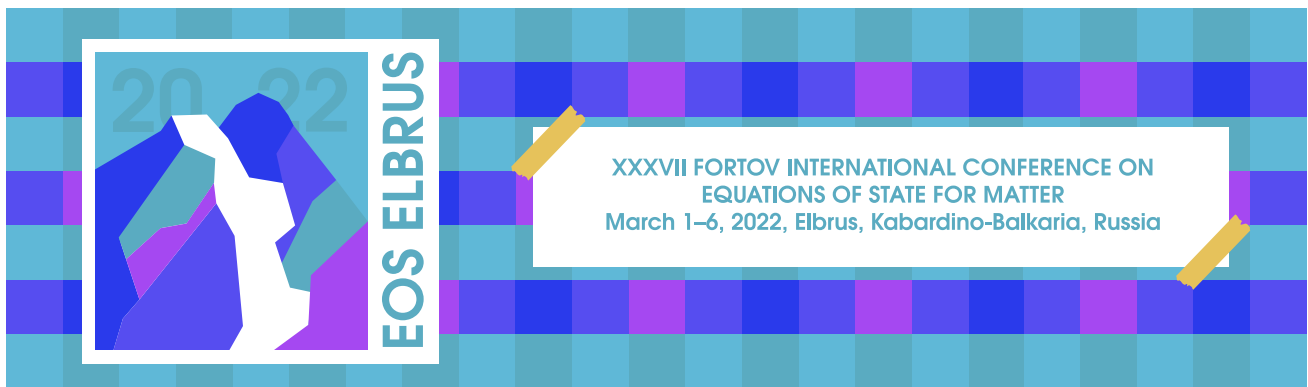 20 22
EOS ELBRUS
XXXVII FORTOV INTERNATIONAL CONFERENCE ON
EQUATIONS OF STATE FOR MATTER
March 1–6, 2022, Elbrus, Kabardino-Balkaria, Russia